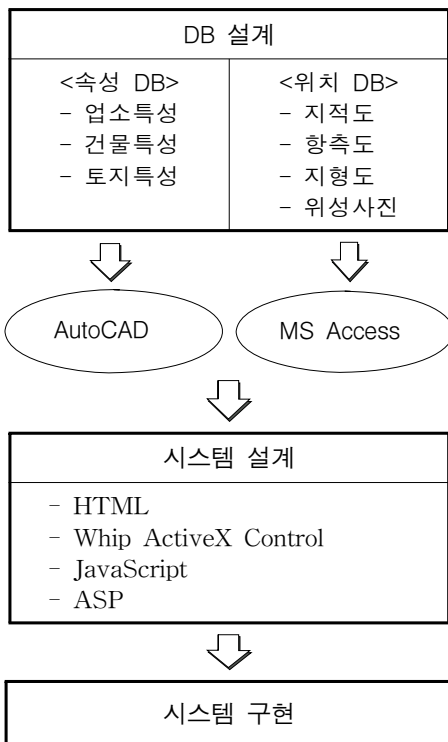 DB 설계
<속성 DB>
- 업소특성
- 건물특성
- 토지특성
<위치 DB>
- 지적도
- 항측도
- 지형도
- 위성사진
AutoCAD
MS Access
시스템 설계
- HTML
- Whip ActiveX Control
- JavaScript
- ASP
시스템 구현